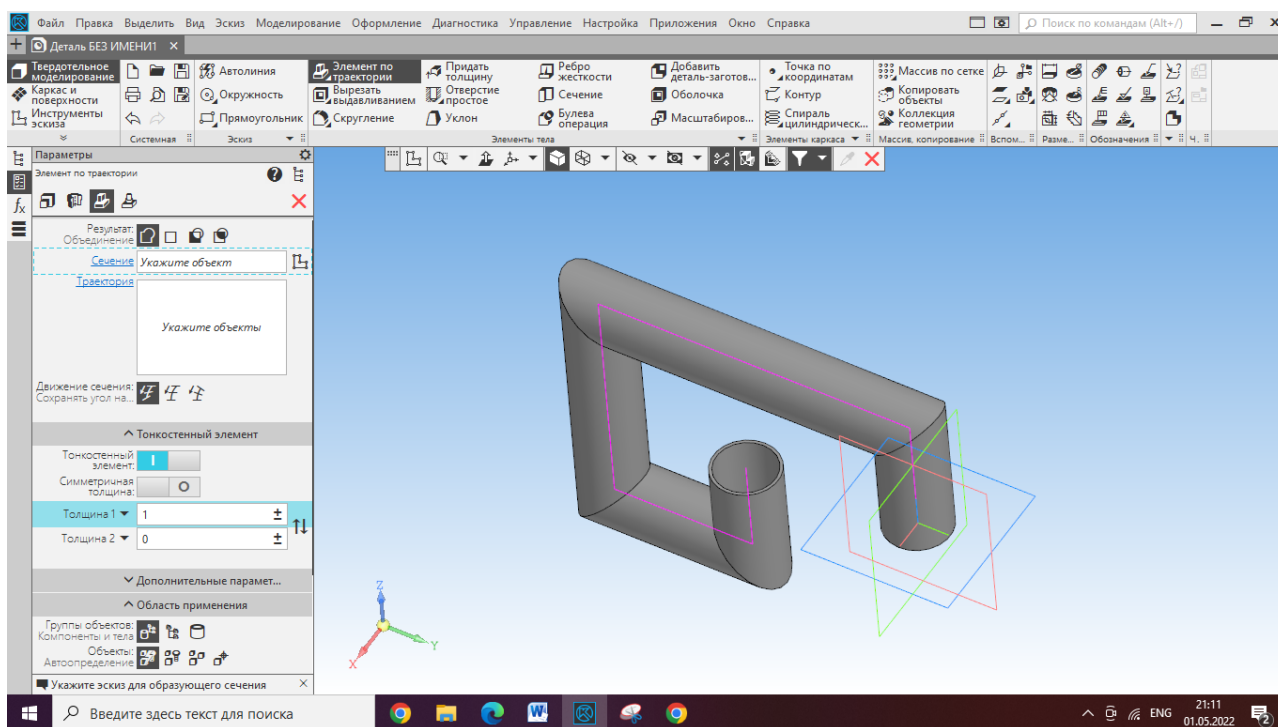 Файл Правка Выделить Вид Эскиз Моделирование Оформление Диагностика Управление Настройка Приложения Окно Справка
Поиск по командам (Alt+/)
Деталь БЕЗ ИМЕНИ1
Твердотельное моделирование
Каркас и поверхности
Инструменты эскиза
Системная
Автолиния
Окружность
Прямоугольник
Эскиз
Элемент по траектории
Вырезать выдавливанием
Скругление
Придать толщину
Отверстие простое
Уклон
Ребро жесткости
Сечение
Булева операция
Добавить деталь-заготов...
Оболочка
Масштабиров...
Элементы тела
Точка по координатам
Контур
Спираль цилиндрическ...
Элементы каркаса
Массив по сетке
Копировать объекты
Коллекция геометрии
Массив, копирование
Вспом...
Разме...
Обозначения
Ч...
Параметры
Элемент по траектории
Результат:
Объединение
Сечение Укажите объект
Траектория
Укажите объекты
Движение сечения:
Сохранять угол на...
Тонкостенный элемент
Тонкостенный
элемент:
Симметричная
толщина:
Толщина 1 1
Толщина 2 0
Дополнительные парамет...
Область применения
Группы объектов:
Компоненты и тела
Объекты:
Автоопределение
Укажите эскиз для образующего сечения
Z
Y
X
Введите здесь текст для поиска
ENG
21:11
01.05.2022